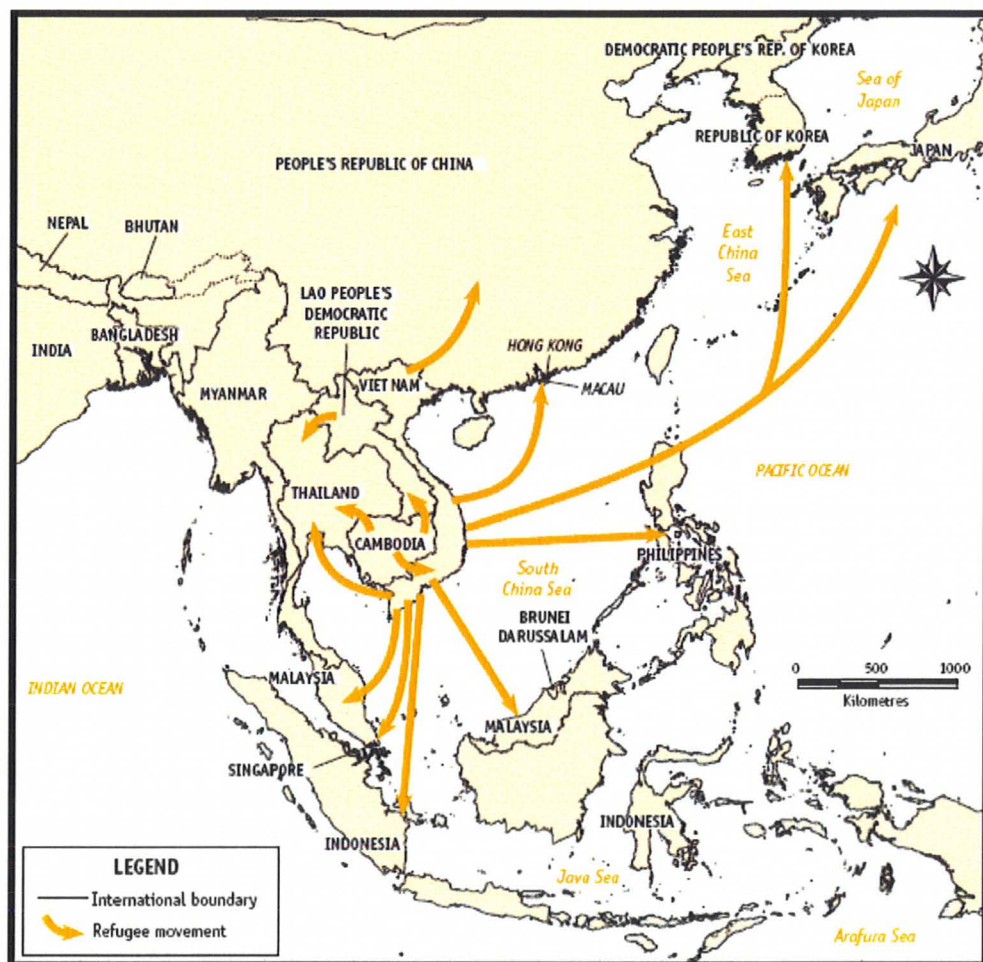 DEMOCRATIC PEOPLE'S REP. OF KOREA
Sea of
Japan
REPUBLIC OF KOREA
JAPAN
PEOPLE'S REPUBLIC OF CHINA
NEPAL
BHUTAN
East
China
Sea
LAO PEOPLE'S
DEMOCRATIC
REPUBLIC
BANGLADESH
INDIA
HONG KONG
MACAU
VIET NAM
MYANMAR
PACIFIC OCEAN
THAILAND
CAMBODIA
PHILIPPINES
South
China Sea
BRUNEI
DARUSSALAM
INDIAN OCEAN
MALAYSIA
0 500 1000
Kilometres
MALAYSIA
SINGAPORE
INDONESIA
INDONESIA
LEGEND
International boundary
Refugee movement
Java Sea
Arafura Sea